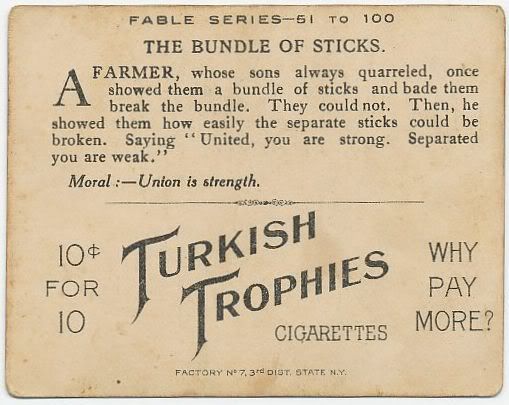 FABLE SERIES—51 TO 100
THE BUNDLE OF STICKS.
A FARMER, whose sons always quarreled, once
showed them a bundle of sticks and bade them
break the bundle. They could not. Then, he
showed them how easily the separate sticks could be
broken. Saying "United, you are strong. Separated
you are weak."
Moral:—Union is strength.
10¢
FOR
10
TURKISH
TROPHIES
CIGARETTES
WHY
PAY
MORE?
FACTORY No 7, 3rd DIST. STATE N.Y.